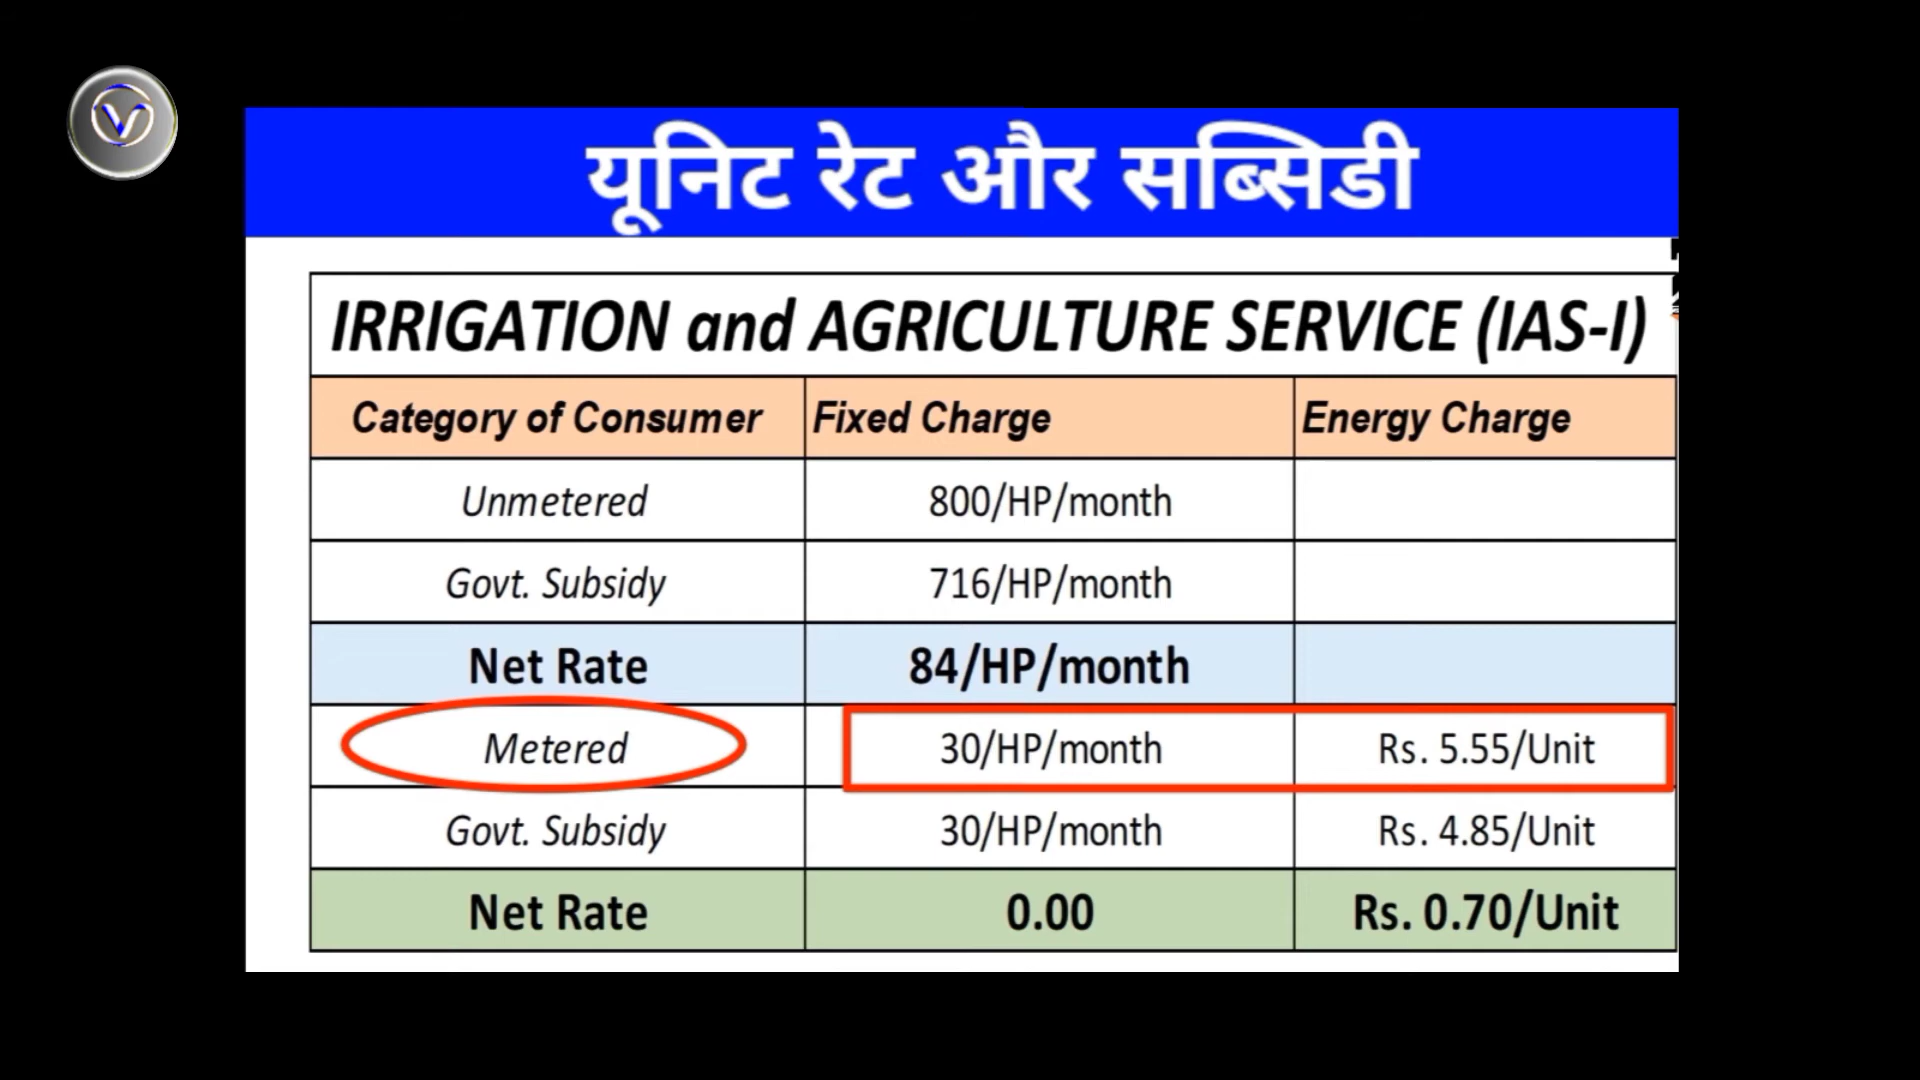 यूनिट रेट और सब्सिडी
IRRIGATION and AGRICULTURE SERVICE (IAS-I)
Category of Consumer Fixed Charge Energy Charge
Unmetered 800/HP/month
Govt. Subsidy 716/HP/month
Net Rate 84/HP/month
Metered 30/HP/month Rs. 5.55/Unit
Govt. Subsidy 30/HP/month Rs. 4.85/Unit
Net Rate 0.00 Rs. 0.70/Unit